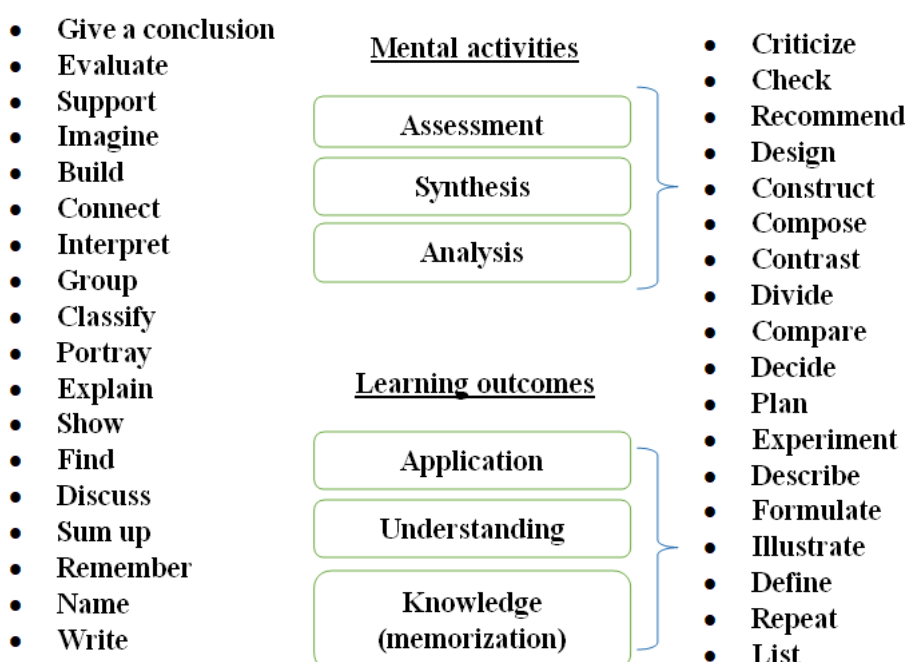 Give a conclusion
Evaluate
Support
Imagine
Build
Connect
Interpret
Group
Classify
Portray
Explain
Show
Find
Discuss
Sum up
Remember
Name
Write
Mental activities
Assessment
Synthesis
Analysis
Learning outcomes
Application
Understanding
Knowledge
(memorization)
Criticize
Check
Recommend
Design
Construct
Compose
Contrast
Divide
Compare
Decide
Plan
Experiment
Describe
Formulate
Illustrate
Define
Repeat
List